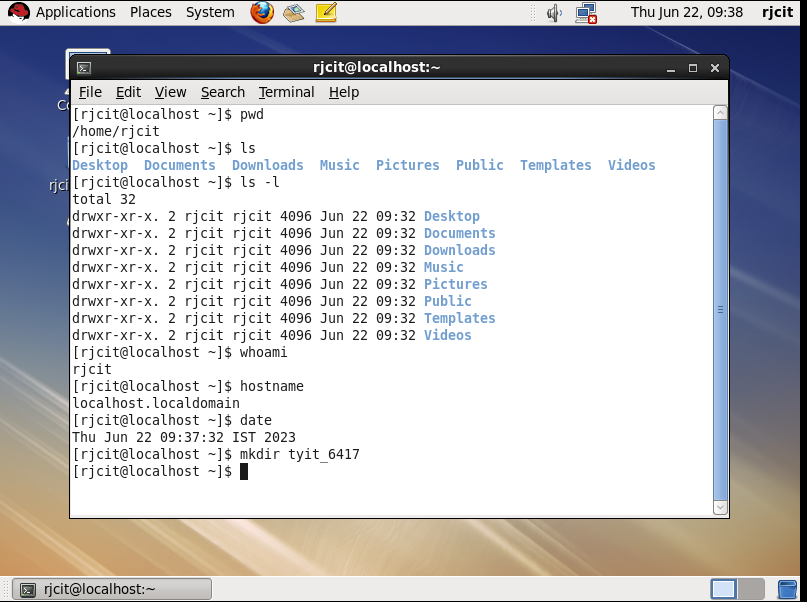 Applications Places System Thu Jun 22, 09:38 rjcit
rjcit@localhost:~
File Edit View Search Terminal Help
[rjcit@localhost ~]$ pwd
/home/rjcit
[rjcit@localhost ~]$ ls
Desktop Documents Downloads Music Pictures Public Templates Videos
[rjcit@localhost ~]$ ls -l
total 32
drwxr-xr-x. 2 rjcit rjcit 4096 Jun 22 09:32 Desktop
drwxr-xr-x. 2 rjcit rjcit 4096 Jun 22 09:32 Documents
drwxr-xr-x. 2 rjcit rjcit 4096 Jun 22 09:32 Downloads
drwxr-xr-x. 2 rjcit rjcit 4096 Jun 22 09:32 Music
drwxr-xr-x. 2 rjcit rjcit 4096 Jun 22 09:32 Pictures
drwxr-xr-x. 2 rjcit rjcit 4096 Jun 22 09:32 Public
drwxr-xr-x. 2 rjcit rjcit 4096 Jun 22 09:32 Templates
drwxr-xr-x. 2 rjcit rjcit 4096 Jun 22 09:32 Videos
[rjcit@localhost ~]$ whoami
rjcit
[rjcit@localhost ~]$ hostname
localhost.localdomain
[rjcit@localhost ~]$ date
Thu Jun 22 09:37:32 IST 2023
[rjcit@localhost ~]$ mkdir tyit_6417
[rjcit@localhost ~]$
rjcit@localhost:~